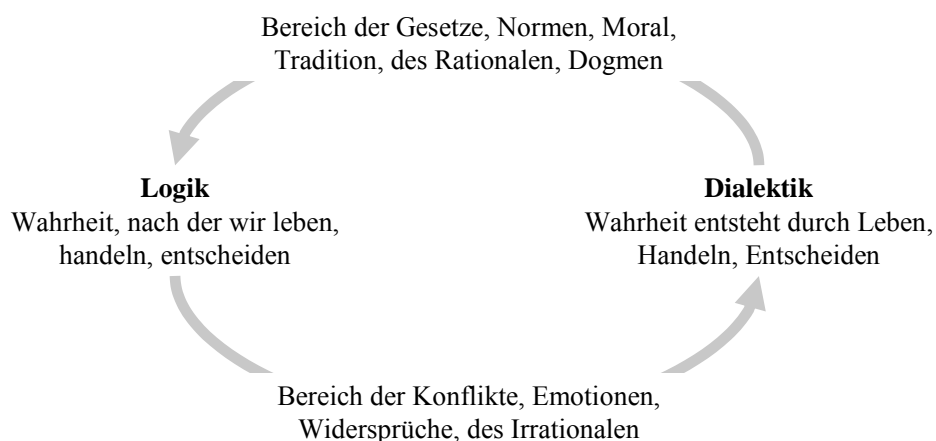 Bereich der Gesetze, Normen, Moral,
Tradition, des Rationalen, Dogmen
Logik
Wahrheit, nach der wir leben,
handeln, entscheiden
Dialektik
Wahrheit entsteht durch Leben,
Handeln, Entscheiden
Bereich der Konflikte, Emotionen,
Widersprüche, des Irrationalen